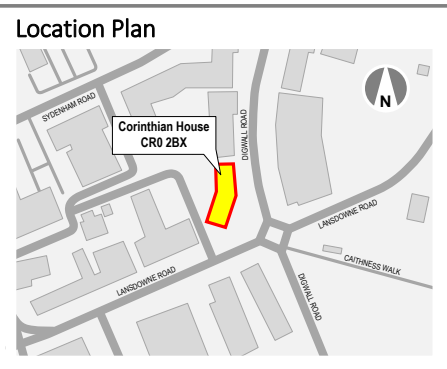 Location Plan
SYDENHAM ROAD
Corinthian House
CR0 2BX
DIGWALL ROAD
N
LANSDOWNE ROAD
CAITHNESS WALK
LANSDOWNE ROAD
DIGWALL ROAD